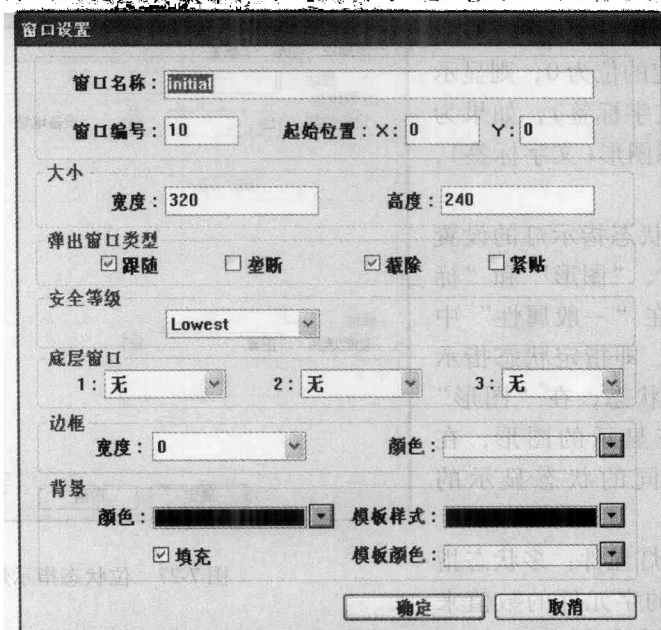 窗口设置
窗口名称： initial
窗口编号： 10 起始位置：X： 0 Y： 0
大小
宽度： 320 高度： 240
弹出窗口类型
跟随 垄断 截除 紧贴
安全等级
Lowest
底层窗口
1： 无 2： 无 3： 无
边框
宽度： 0 颜色：
背景
颜色： 模板样式：
填充 模板颜色：
确定 取消